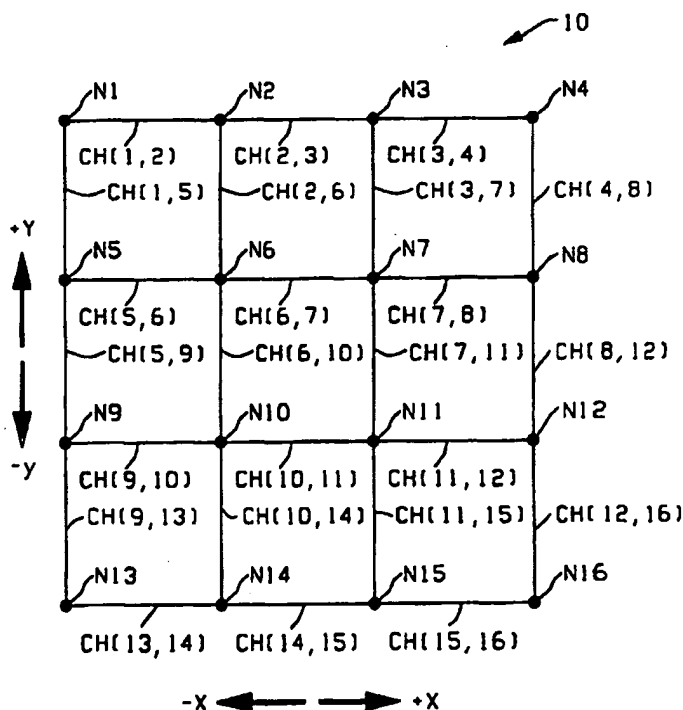 10
N1 N2 N3 N4
CH(1,2) CH(2,3) CH(3,4)
CH(1,5) CH(2,6) CH(3,7) CH(4,8)
+Y
N5 N6 N7 N8
CH(5,6) CH(6,7) CH(7,8)
CH(5,9) CH(6,10) CH(7,11) CH(8,12)
N9 N10 N11 N12
-y
CH(9,10) CH(10,11) CH(11,12)
CH(9,13) CH(10,14) CH(11,15) CH(12,16)
N13 N14 N15 N16
CH(13,14) CH(14,15) CH(15,16)
-X +X